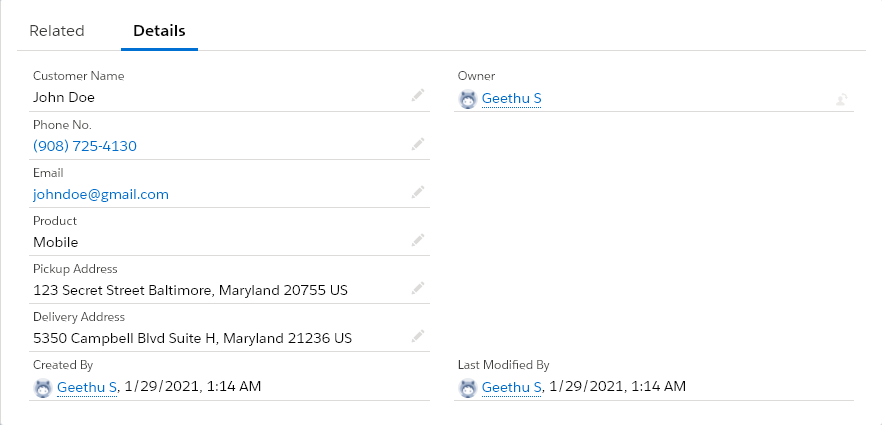 Related Details
Customer Name
John Doe
Owner
Geethu S
Phone No.
(908) 725-4130
Email
johndoe@gmail.com
Product
Mobile
Pickup Address
123 Secret Street Baltimore, Maryland 20755 US
Delivery Address
5350 Campbell Blvd Suite H, Maryland 21236 US
Created By
Geethu S, 1/29/2021, 1:14 AM
Last Modified By
Geethu S, 1/29/2021, 1:14 AM